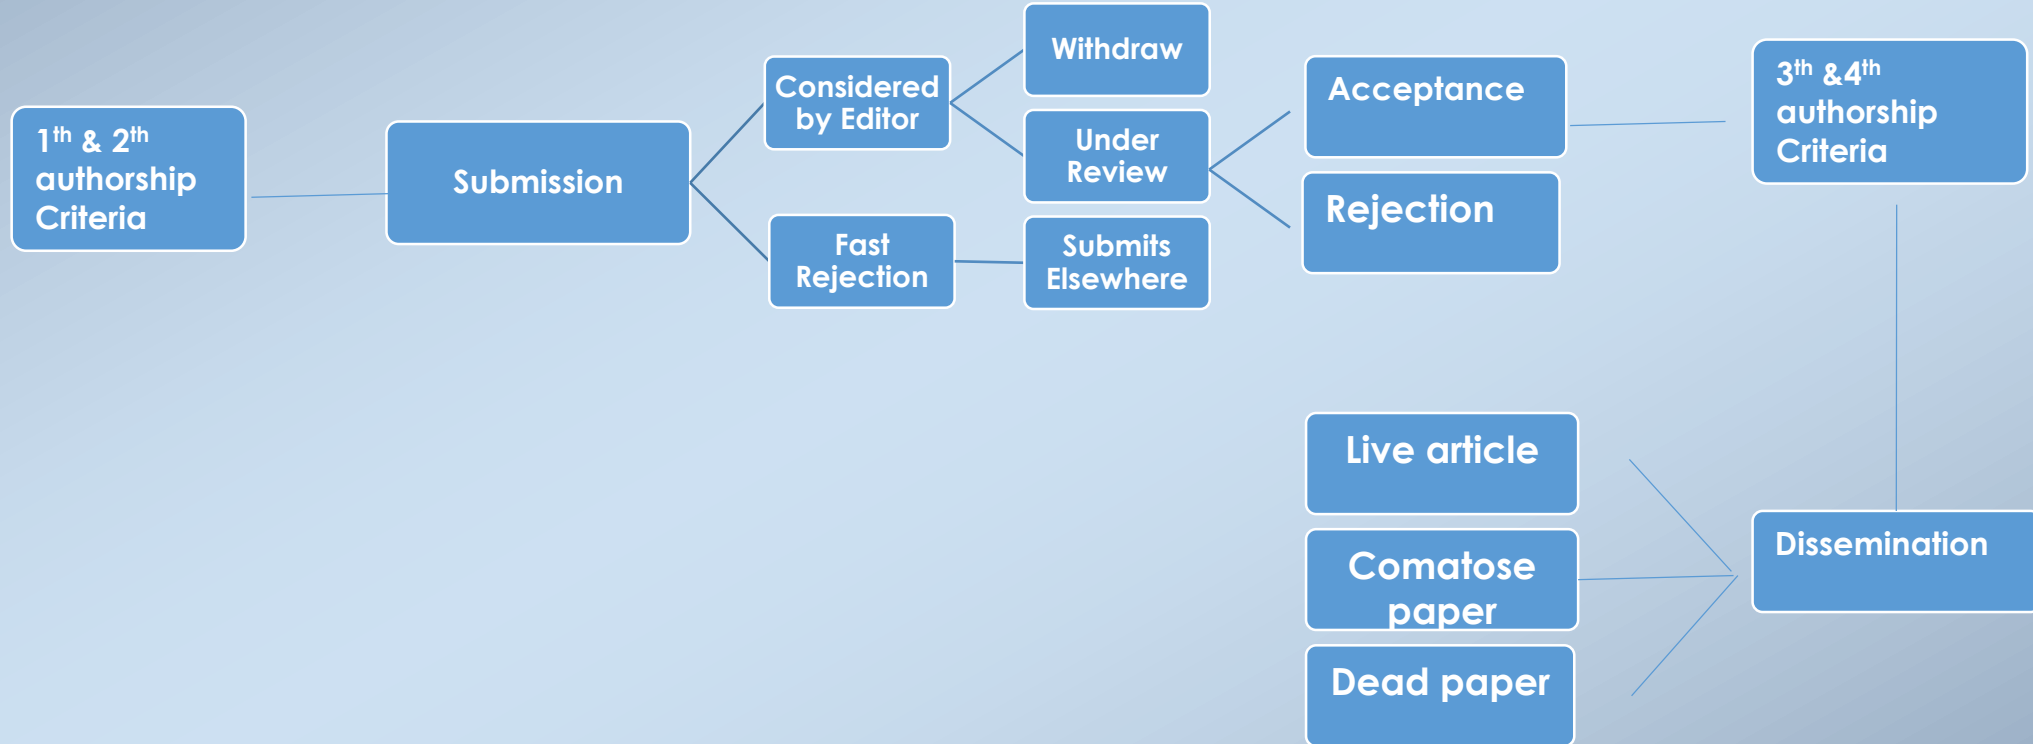 1th & 2th
authorship
Criteria
Submission
Considered
by Editor
Fast
Rejection
Withdraw
Under
Review
Submits
Elsewhere
Acceptance
Rejection
3th &4th
authorship
Criteria
Dissemination
Live article
Comatose
paper
Dead paper